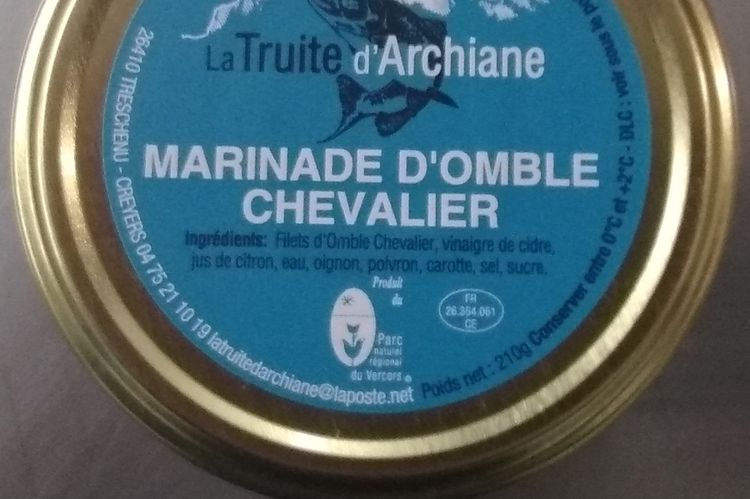 La Truite d'Archiane
MARINADE D'OMBLE
CHEVALIER
Ingrédients: Filets d'Omble Chevalier, vinaigre de cidre,
jus de citron, eau, oignon, poivron, carotte, sel, sucre.
Produit
du
Parc
naturel
régional
du Vercors
FR
26.364.061
CE
26410 TRESCHENU - CREYERS 04 75 21 10 19 latruitedarchiane@laposte.net
Poids net : 210g Conserver entre 0°C et +2°C - DLC : voir sous le